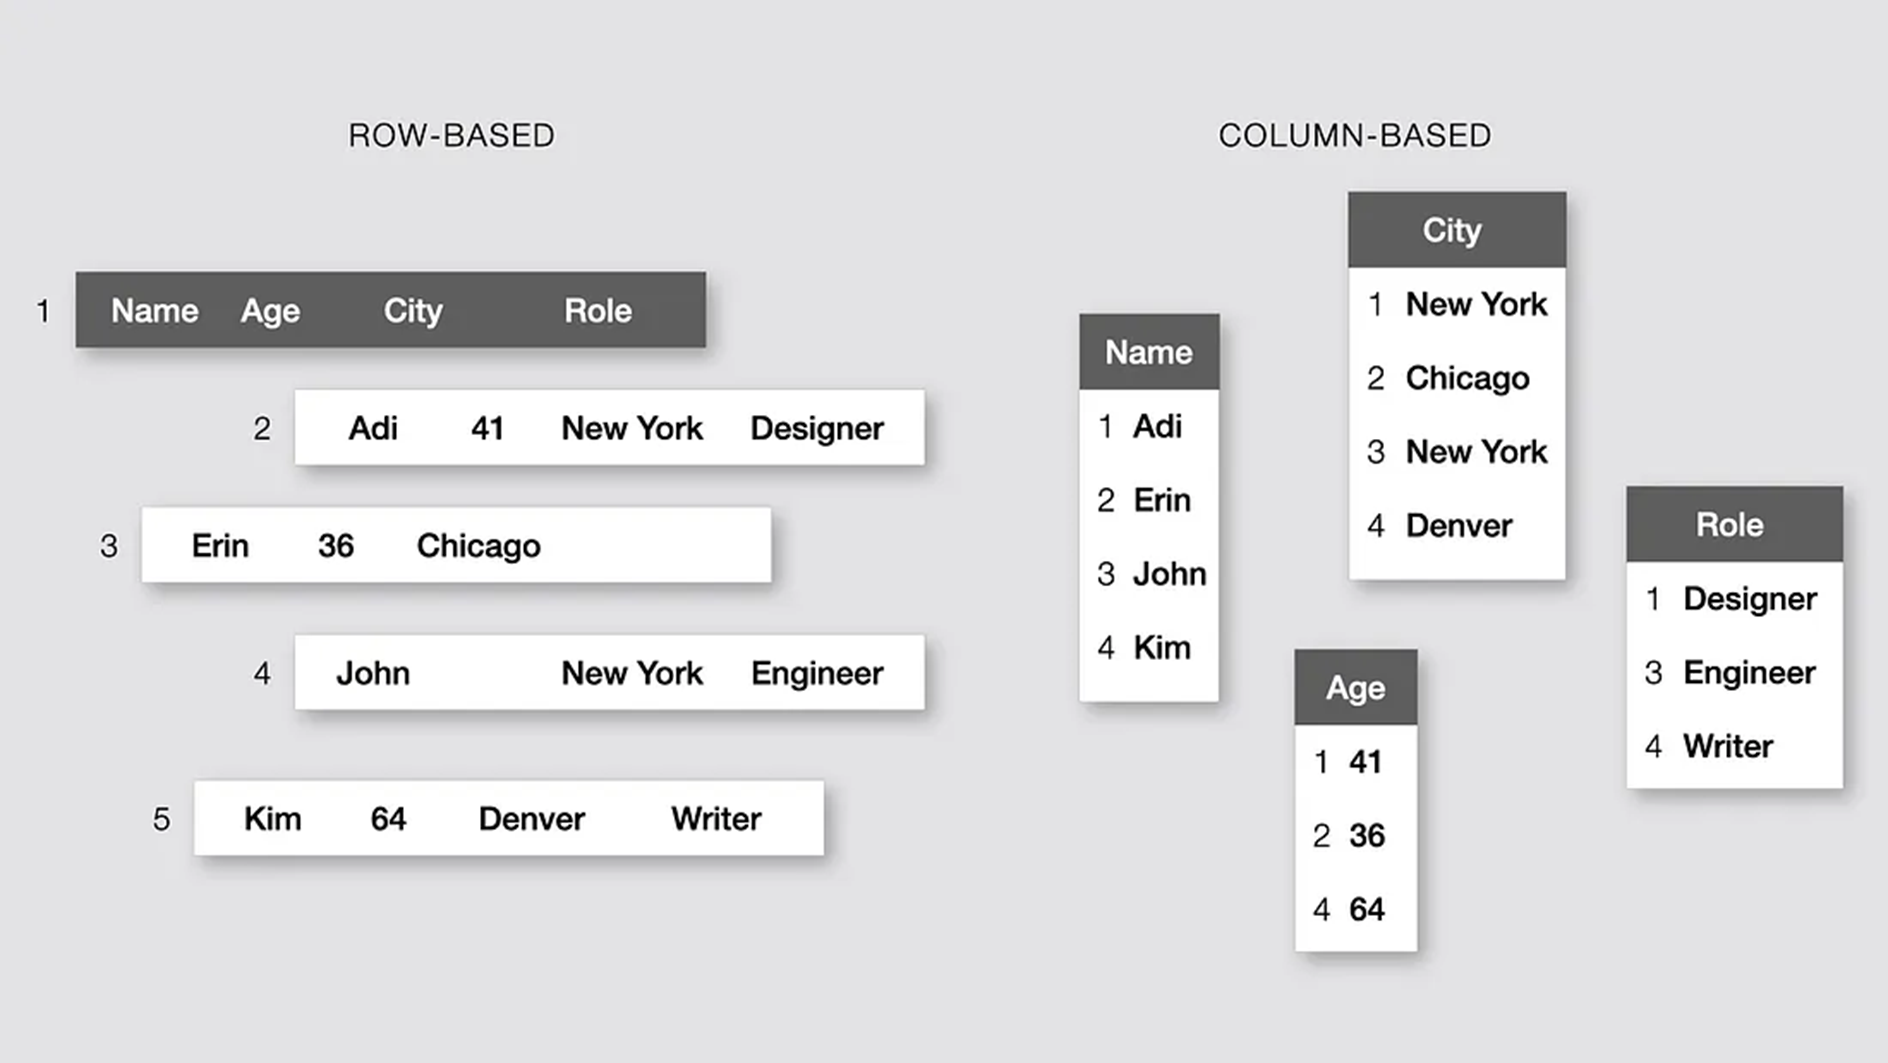 ROW-BASED
1 Name Age City Role
2 Adi 41 New York Designer
3 Erin 36 Chicago
4 John New York Engineer
5 Kim 64 Denver Writer
COLUMN-BASED
Name
1 Adi
2 Erin
3 John
4 Kim
City
1 New York
2 Chicago
3 New York
4 Denver
Age
1 41
2 36
4 64
Role
1 Designer
3 Engineer
4 Writer